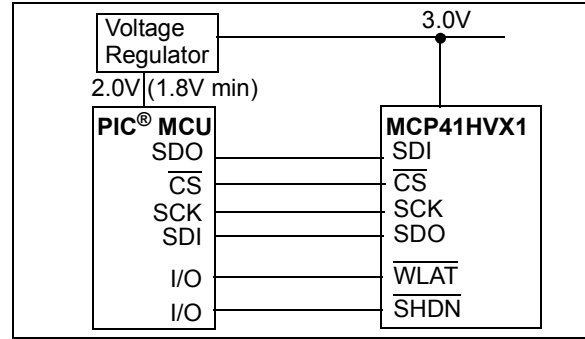 Voltage
Regulator
3.0V
2.0V (1.8V min)
PIC® MCU
SDO
CS
SCK
SDI
I/O
I/O
MCP41HVX1
SDI
CS
SCK
SDO
WLAT
SHDN